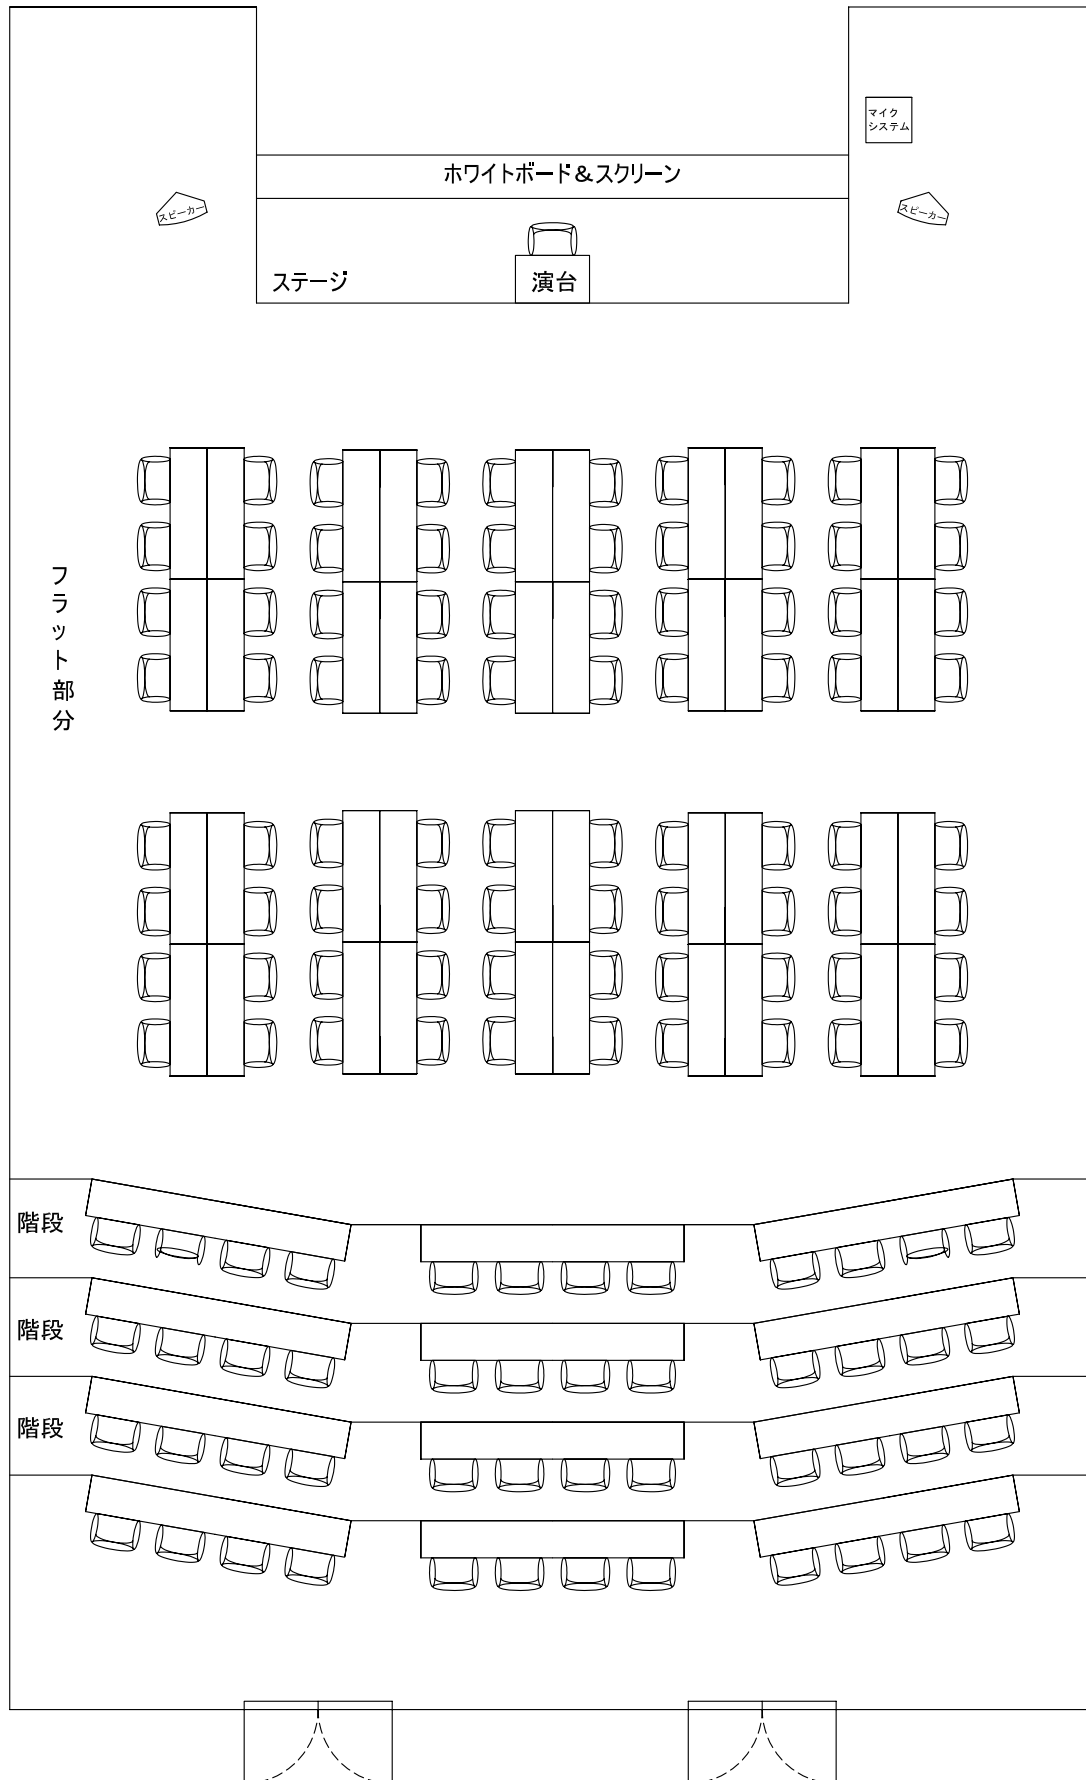 マイク
システム
ホワイトボード&スクリーン
スピーカー
スピーカー
ステージ
演台
フラット部分
階段
階段
階段